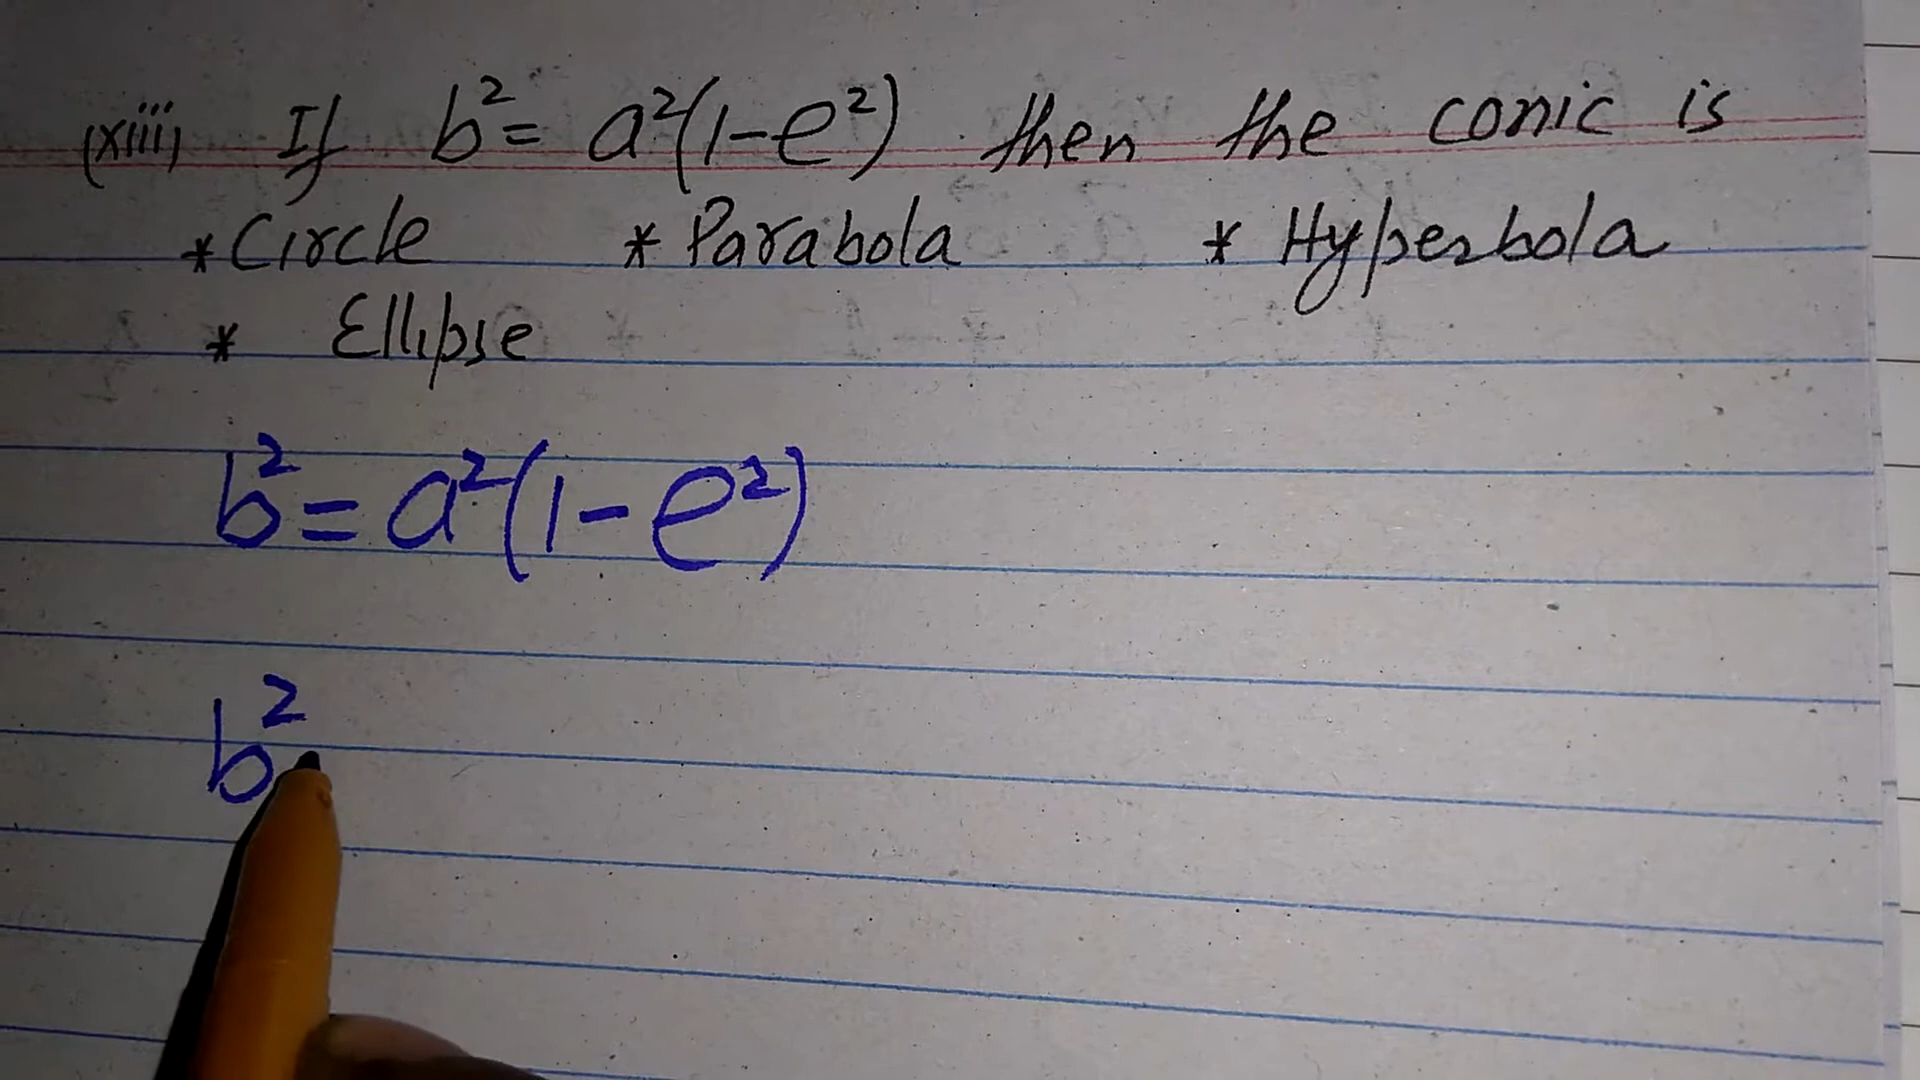 (xiii) If b²= a²(1-e²) then the conic is
* Circle * Parabola * Hyperbola
* Ellipse
b²= a²(1-e²)
b²